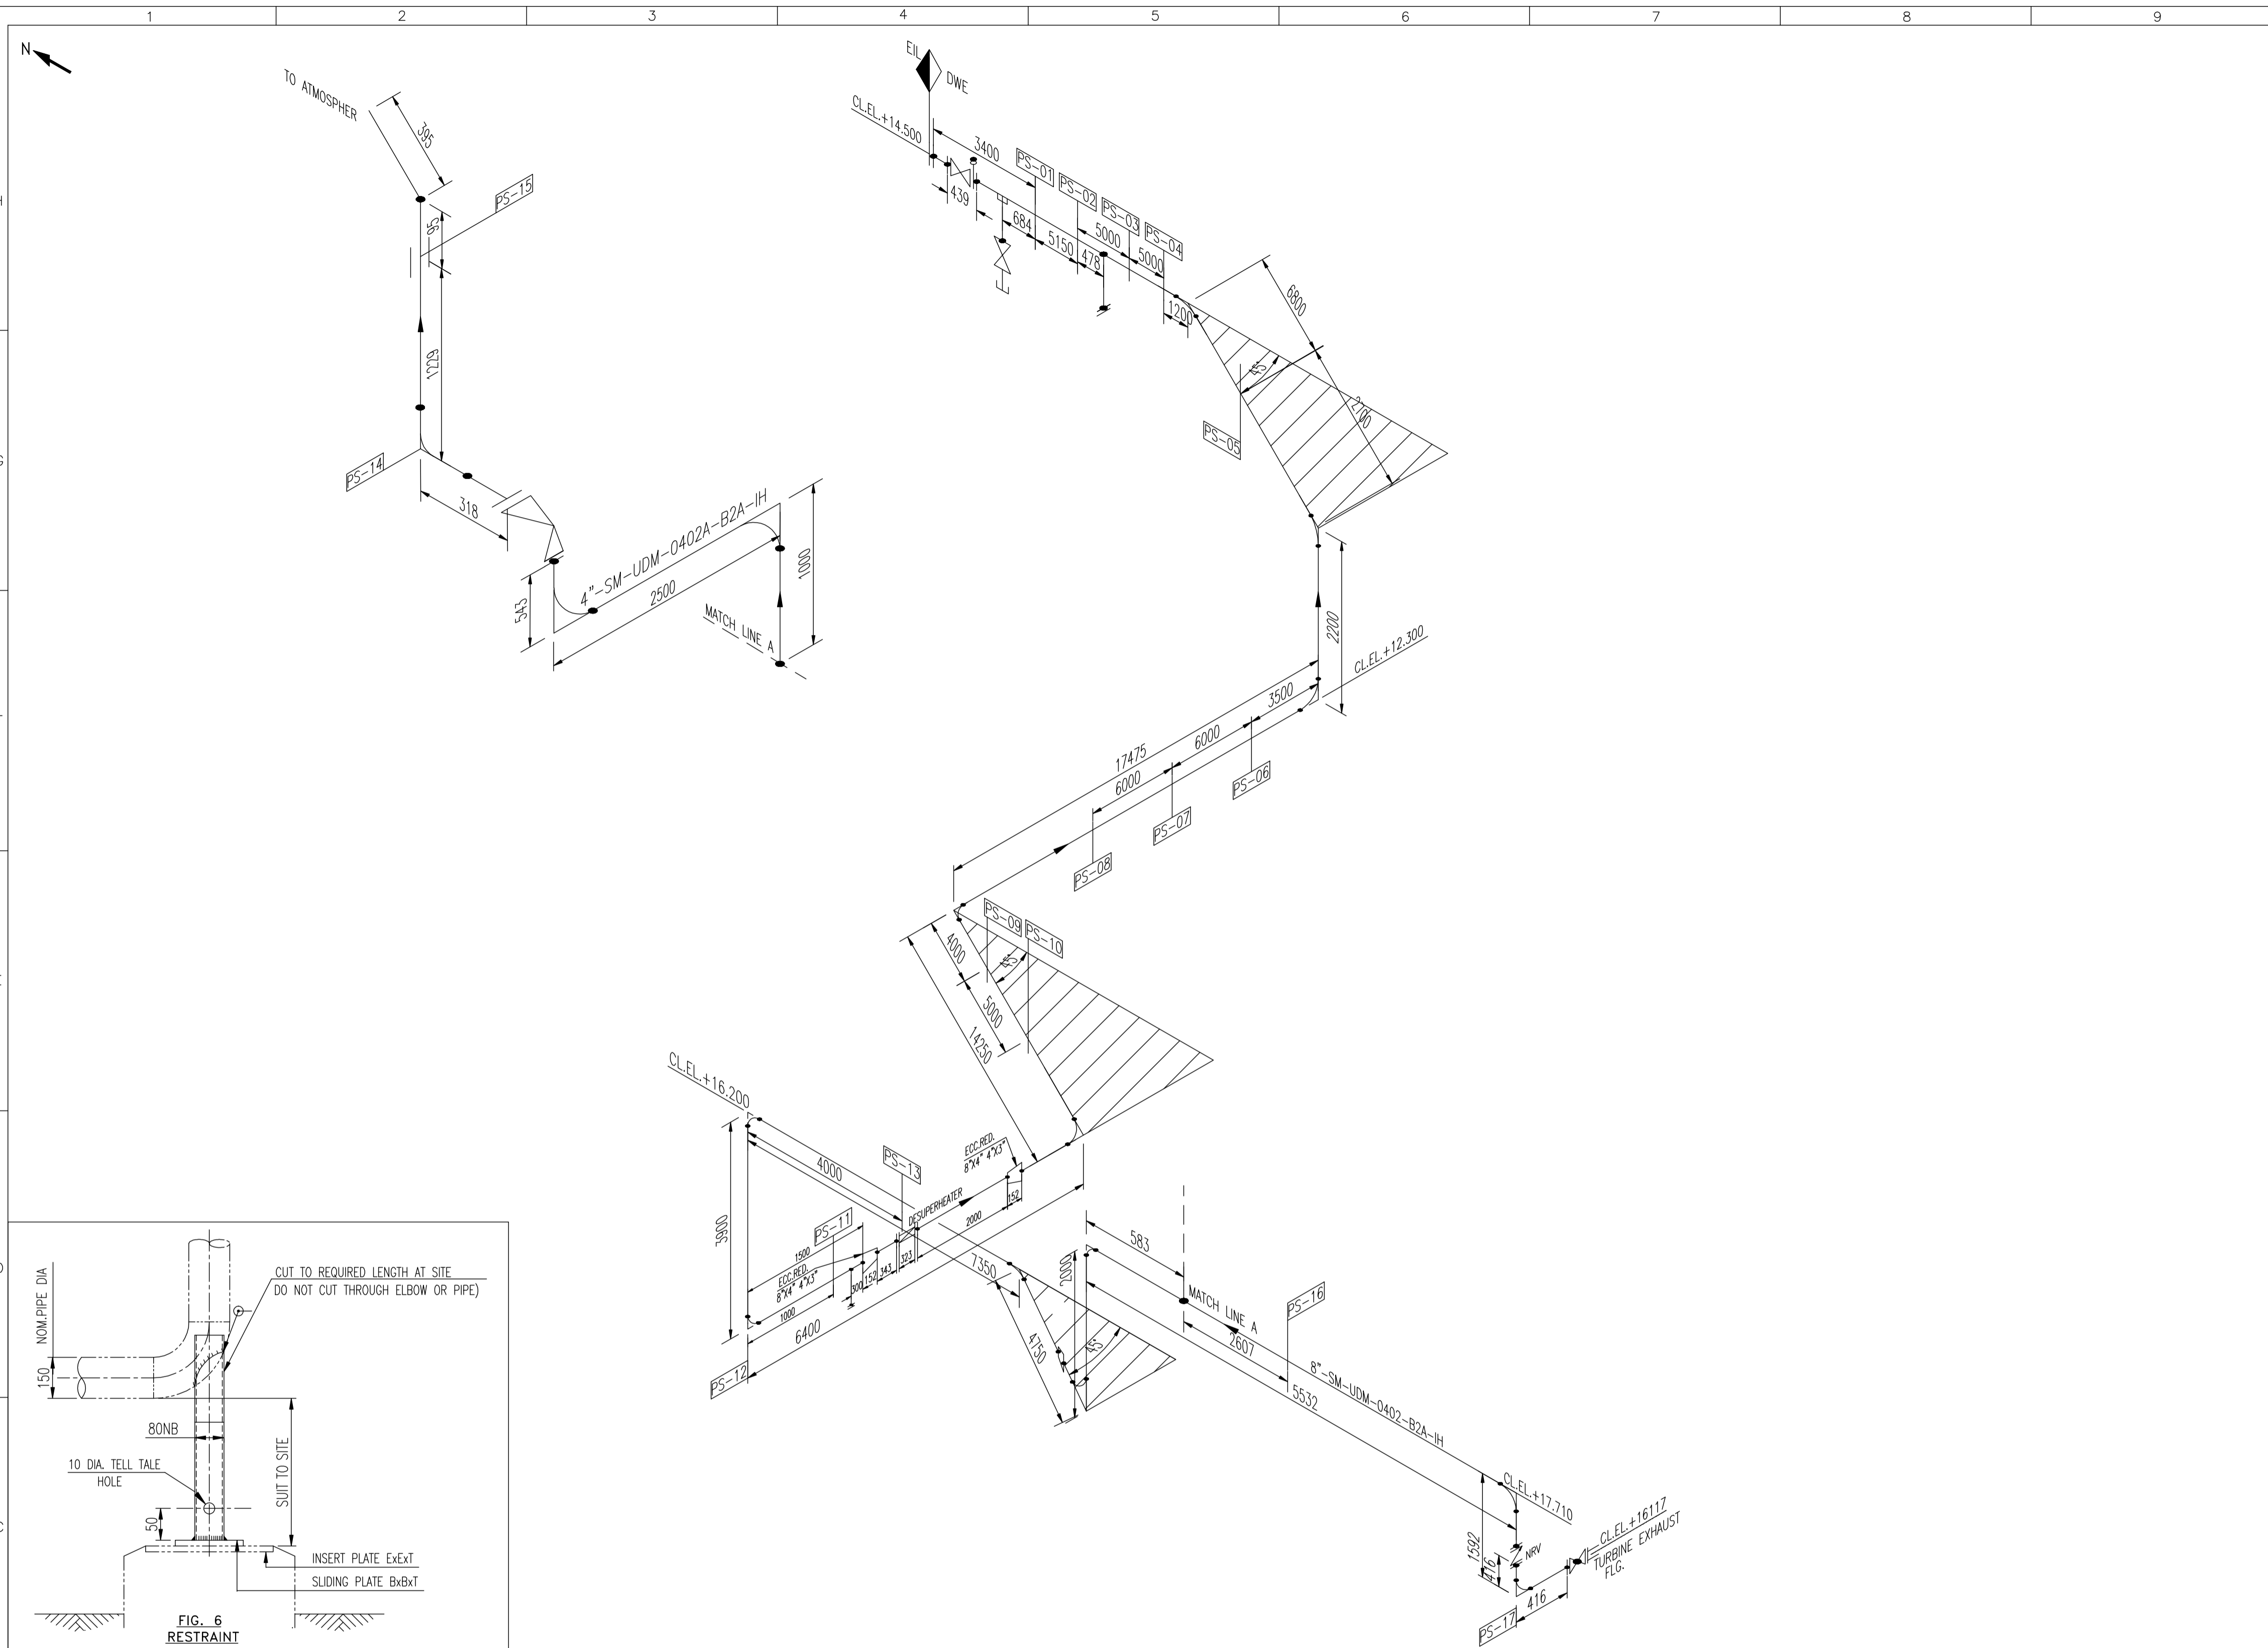 1
2
3
4
5
6
7
8
9
N
TO ATMOSPHER
395
PS-15
95
1229
PS-14
318
543
4"-SM-UDM-0402A-B2A-IH
2500
1000
MATCH LINE A
EIL
DWE
CL.EL.+14.500
3400
439
PS-01
PS-02
PS-03
PS-04
684
5150
478
5000
5000
1200
6800
45°
2700
PS-05
2200
CL.EL.+12.300
3500
6000
17475
6000
PS-06
PS-07
PS-08
PS-09
PS-10
4000
45°
5000
14250
CL.EL.+16.200
4000
3900
PS-13
ECC.RED.
8"X4" 4"X3"
152
DESUPERHEATER
2000
PS-11
1500
ECC.RED.
8"X4" 4"X3"
300
152
343
323
1000
6400
PS-12
7350
4750
45°
2000
583
MATCH LINE A
2607
PS-16
8"-SM-UDM-0402-B2A-IH
5532
CL.EL.+17.710
1592
416
NRV
CL.EL.+16117
TURBINE EXHAUST
FLG.
416
PS-17
NOM.PIPE DIA
150
CUT TO REQUIRED LENGTH AT SITE
DO NOT CUT THROUGH ELBOW OR PIPE)
80NB
10 DIA. TELL TALE
HOLE
SUIT TO SITE
50
INSERT PLATE ExExT
SLIDING PLATE BxBxT
FIG. 6
RESTRAINT